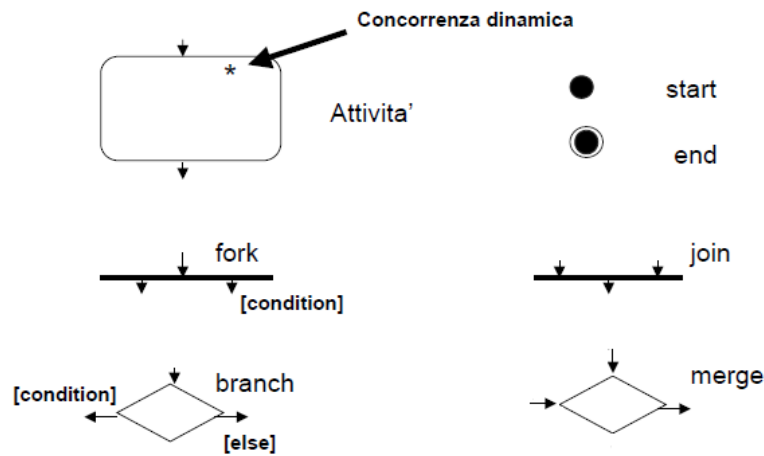 Concorrenza dinamica
*
Attivita'
start
end
fork
[condition]
join
branch
[condition]
[else]
merge